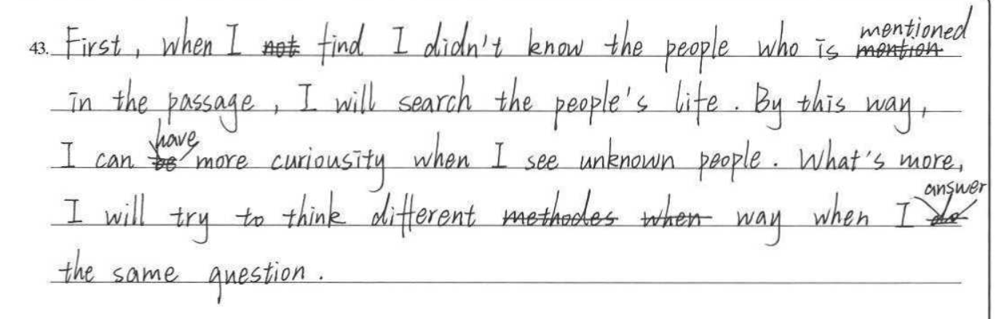 43. First, when I not find I didn't know the people who is mentioned mention
in the passage, I will search the people's life. By this way,
I can be have more curiousity when I see unknown people. What's more,
I will try to think different methodes when way when I do answer
the same question.